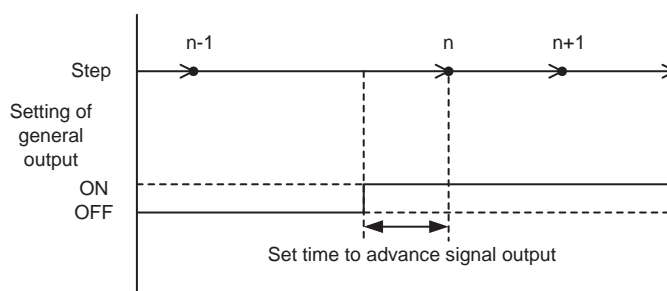 n-1
n
n+1
Step
Setting of
general
output
ON
OFF
Set time to advance signal output